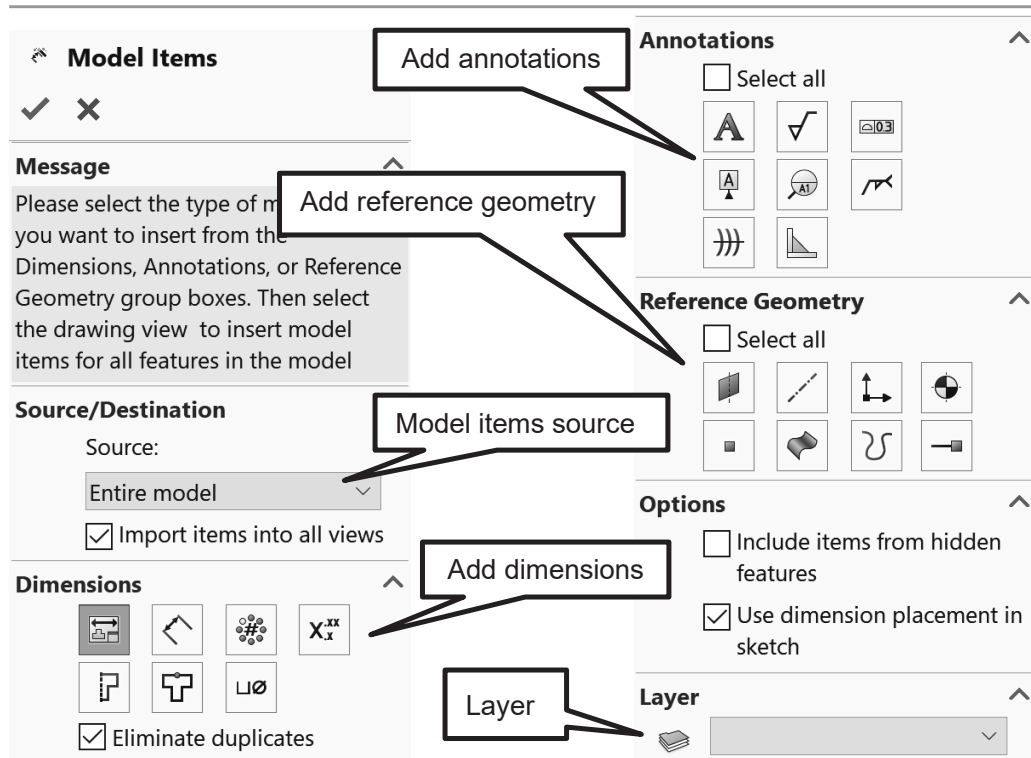 Model Items
Message
Please select the type of m
you want to insert from the
Dimensions, Annotations, or Reference
Geometry group boxes. Then select
the drawing view to insert model
items for all features in the model
Source/Destination
Source:
Entire model
Import items into all views
Dimensions
#
X.xx
.x
Eliminate duplicates
Add annotations
Add reference geometry
Model items source
Add dimensions
Layer
Annotations
Select all
A
0.3
A
A1
Reference Geometry
Select all
Options
Include items from hidden
features
Use dimension placement in
sketch
Layer